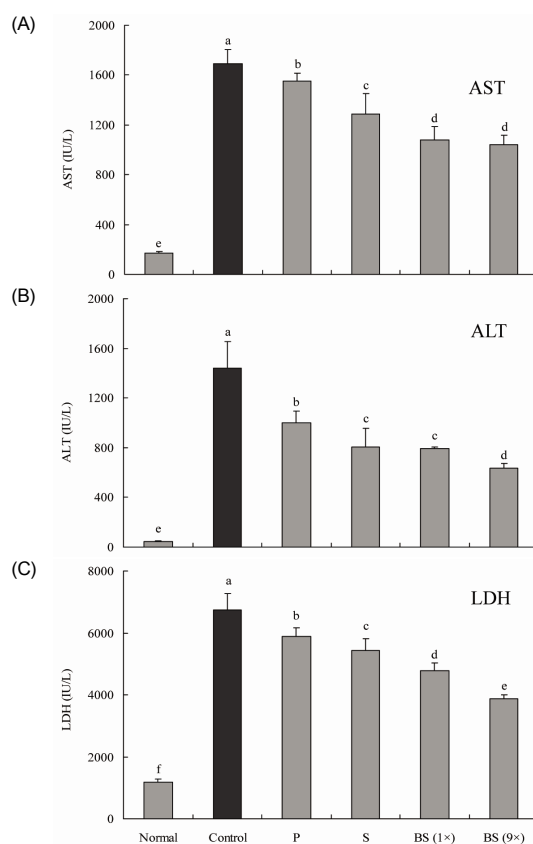 (A)
2000
a
b
1600
c
AST
d
d
1200
AST (IU/L)
800
400
e
0
(B)
2000
a
ALT
1600
b
1200
c
c
ALT (IU/L)
d
800
400
e
0
(C)
8000
a
LDH
b
c
6000
d
e
LDH (IU/L)
4000
2000
f
0
Normal Control P S BS (1×) BS (9×)